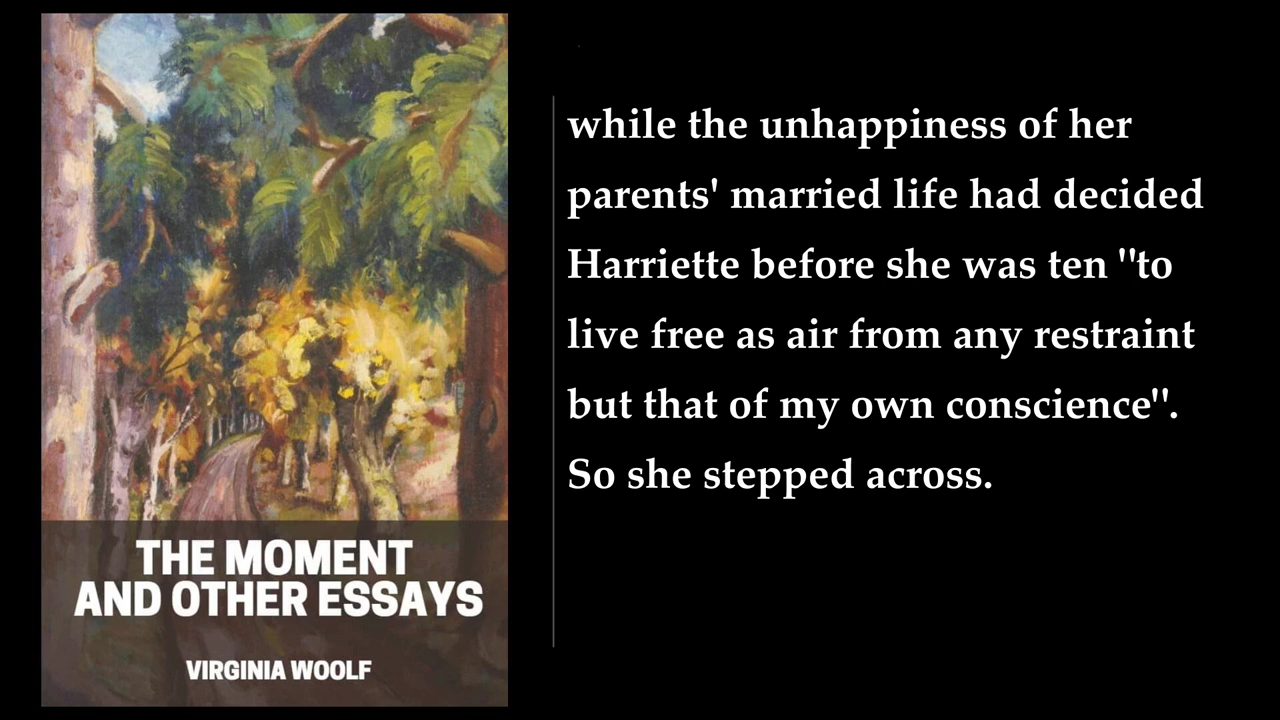 THE MOMENT
AND OTHER ESSAYS
VIRGINIA WOOLF
while the unhappiness of her
parents' married life had decided
Harriette before she was ten "to
live free as air from any restraint
but that of my own conscience".
So she stepped across.